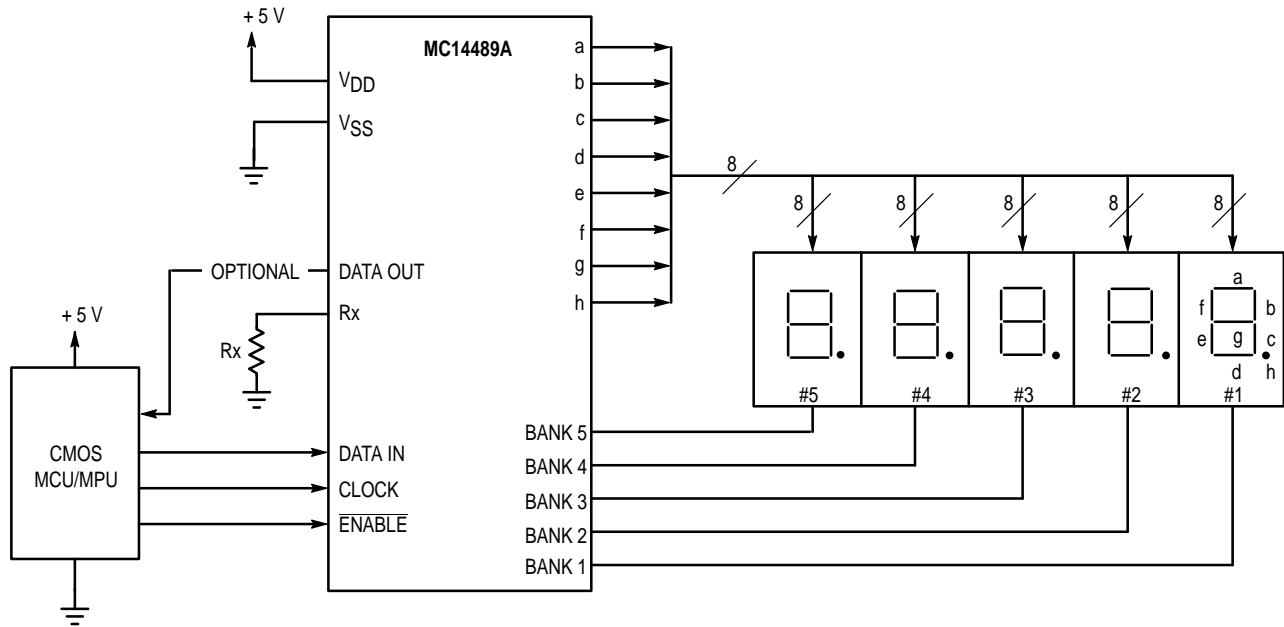 + 5 V
MC14489A
VDD
VSS
a
b
c
d
e
f
g
h
8
8
8
8
8
8
OPTIONAL
DATA OUT
Rx
Rx
+ 5 V
CMOS
MCU/MPU
DATA IN
CLOCK
ENABLE
BANK 5
BANK 4
BANK 3
BANK 2
BANK 1
a
f
b
e
g
c
d
h
#5
#4
#3
#2
#1